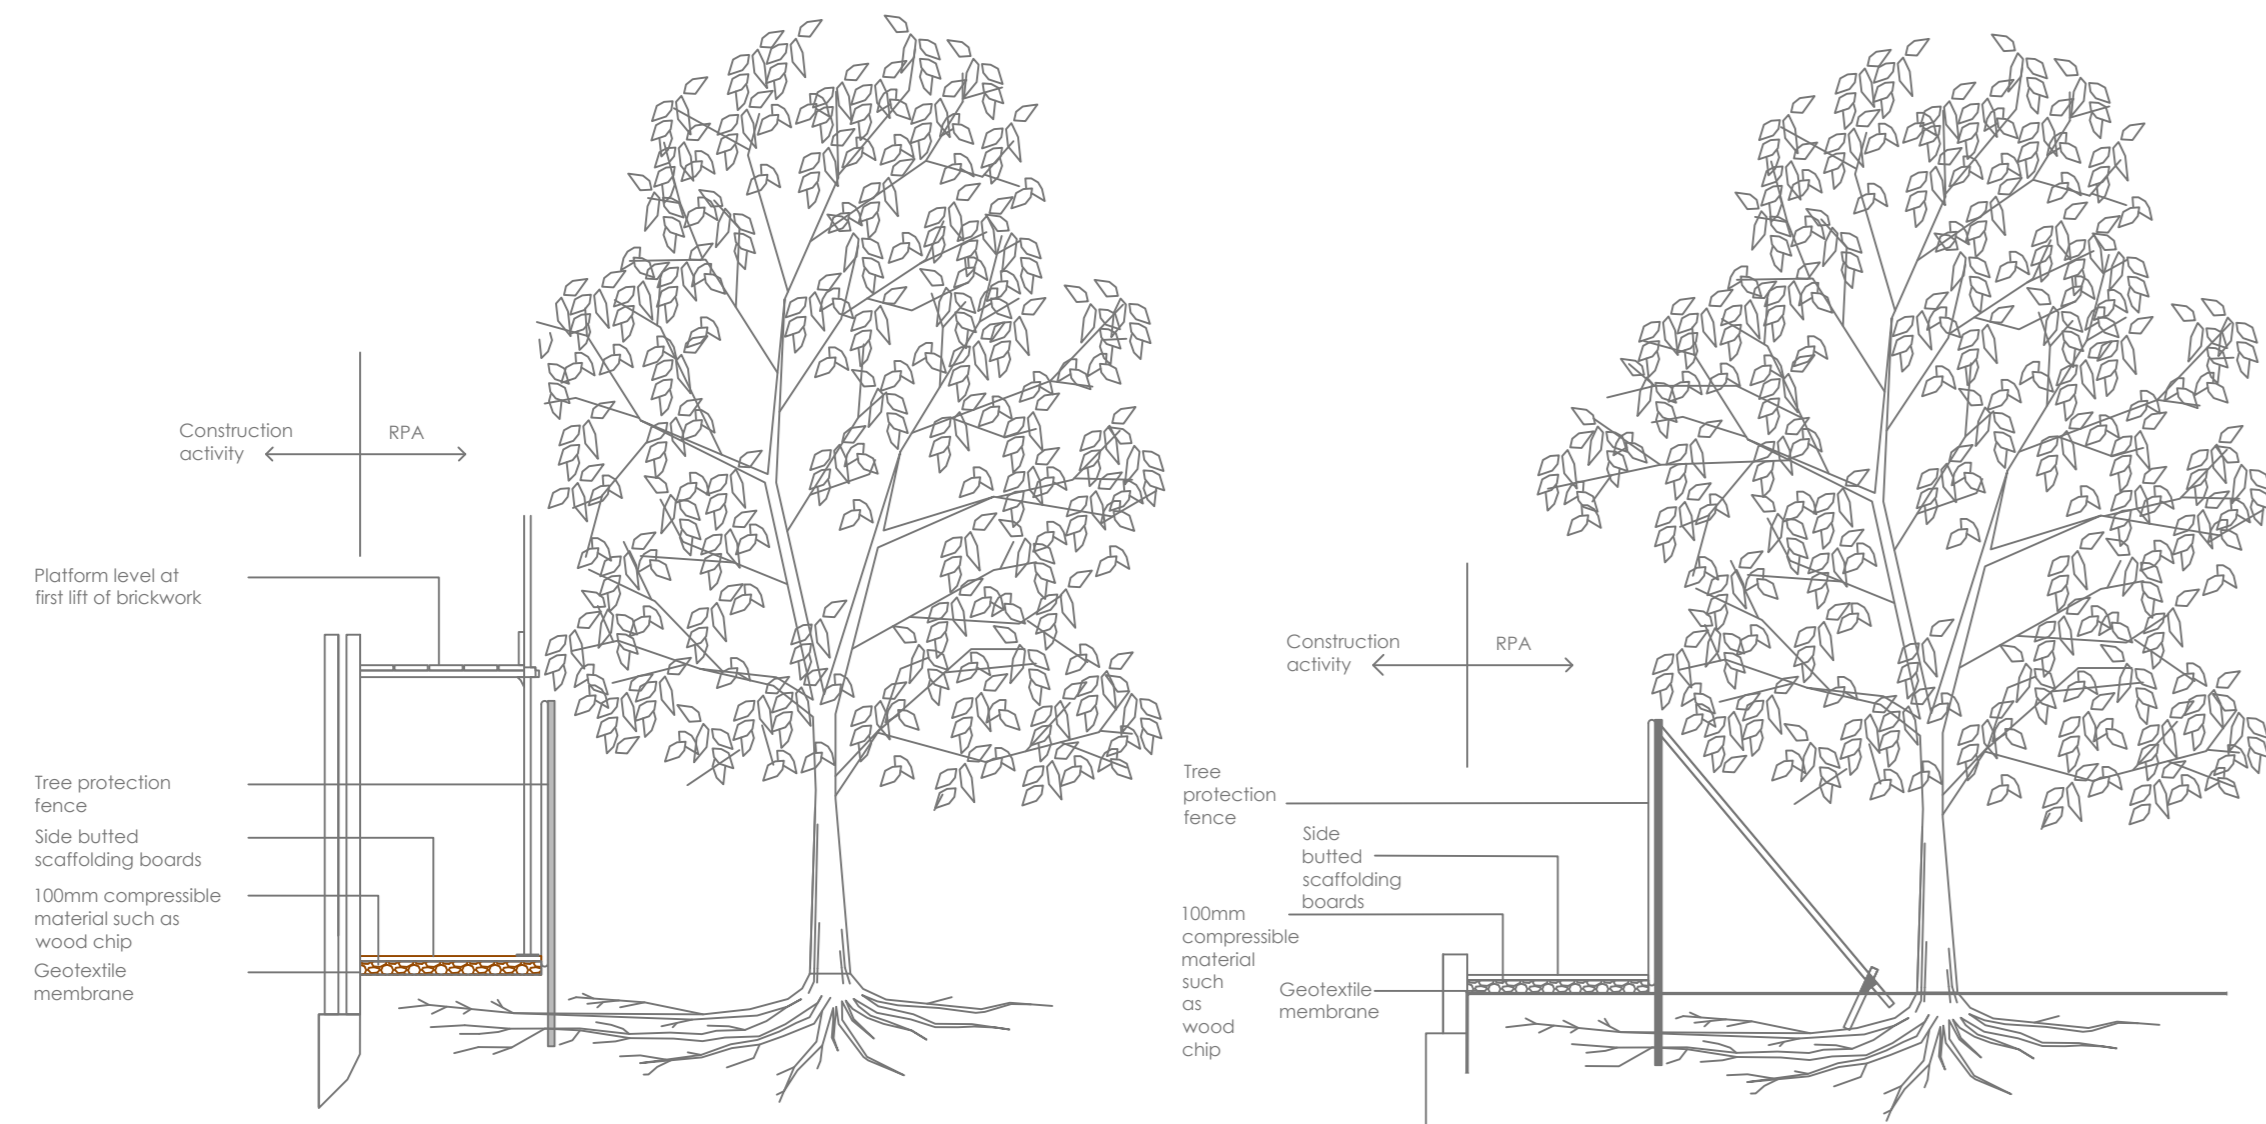 Construction
activity
RPA
Platform level at
first lift of brickwork
Tree protection
fence
Side butted
scaffolding boards
100mm compressible
material such as
wood chip
Geotextile
membrane
Construction
activity
RPA
Tree
protection
fence
Side
butted
scaffolding
boards
100mm
compressible
material
such
as
wood
chip
Geotextile
membrane